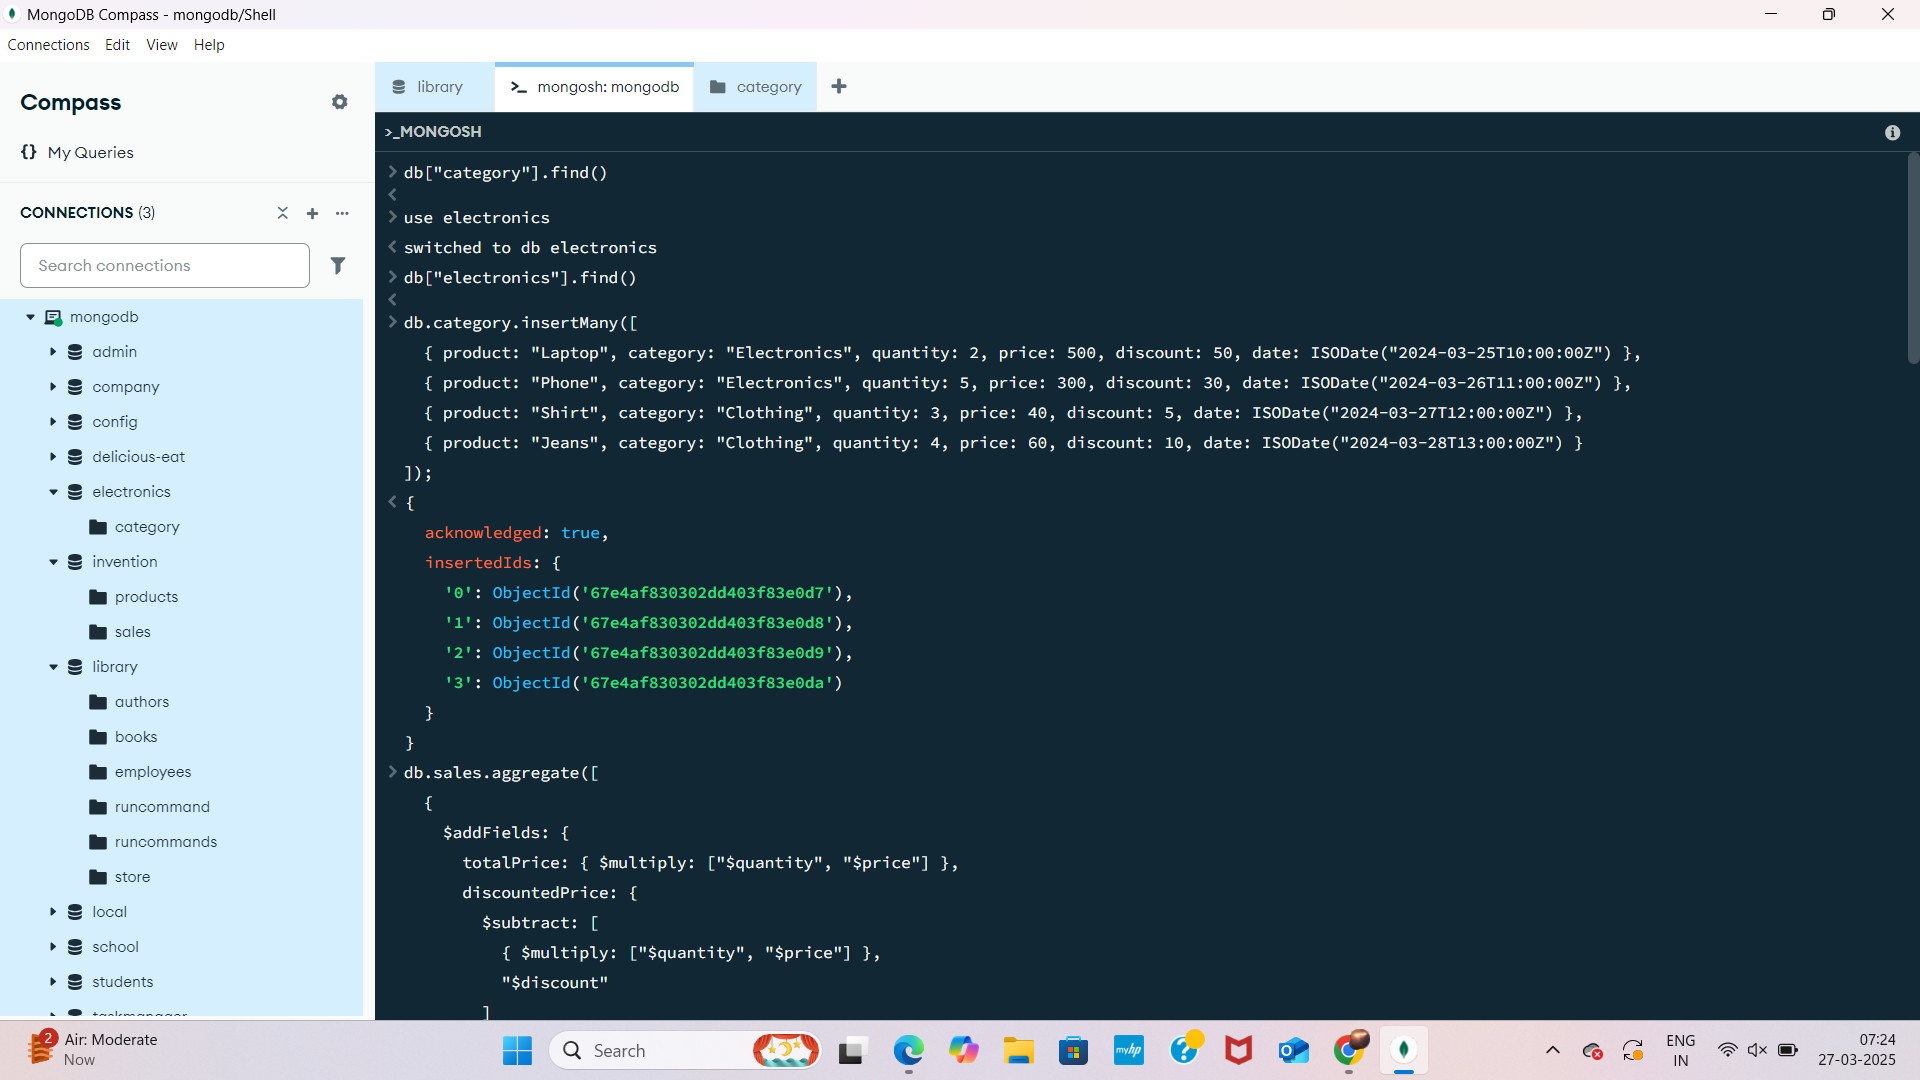 MongoDB Compass - mongodb/Shell
Connections Edit View Help
Compass
{} My Queries
CONNECTIONS (3)
Search connections
mongodb
admin
company
config
delicious-eat
electronics
category
invention
products
sales
library
authors
books
employees
runcommand
runcommands
store
local
school
students
taskmanager
library
>_ mongosh: mongodb
category
+
>_MONGOSH
> db["category"].find()
<
> use electronics
< switched to db electronics
> db["electronics"].find()
<
> db.category.insertMany([
{ product: "Laptop", category: "Electronics", quantity: 2, price: 500, discount: 50, date: ISODate("2024-03-25T10:00:00Z") },
{ product: "Phone", category: "Electronics", quantity: 5, price: 300, discount: 30, date: ISODate("2024-03-26T11:00:00Z") },
{ product: "Shirt", category: "Clothing", quantity: 3, price: 40, discount: 5, date: ISODate("2024-03-27T12:00:00Z") },
{ product: "Jeans", category: "Clothing", quantity: 4, price: 60, discount: 10, date: ISODate("2024-03-28T13:00:00Z") }
]);
< {
acknowledged: true,
insertedIds: {
'0': ObjectId('67e4af830302dd403f83e0d7'),
'1': ObjectId('67e4af830302dd403f83e0d8'),
'2': ObjectId('67e4af830302dd403f83e0d9'),
'3': ObjectId('67e4af830302dd403f83e0da')
}
}
> db.sales.aggregate([
{
$addFields: {
totalPrice: { $multiply: ["$quantity", "$price"] },
discountedPrice: {
$subtract: [
{ $multiply: ["$quantity", "$price"] },
"$discount"
]
2
Air: Moderate
Now
Search
myhp
ENG
IN
07:24
27-03-2025